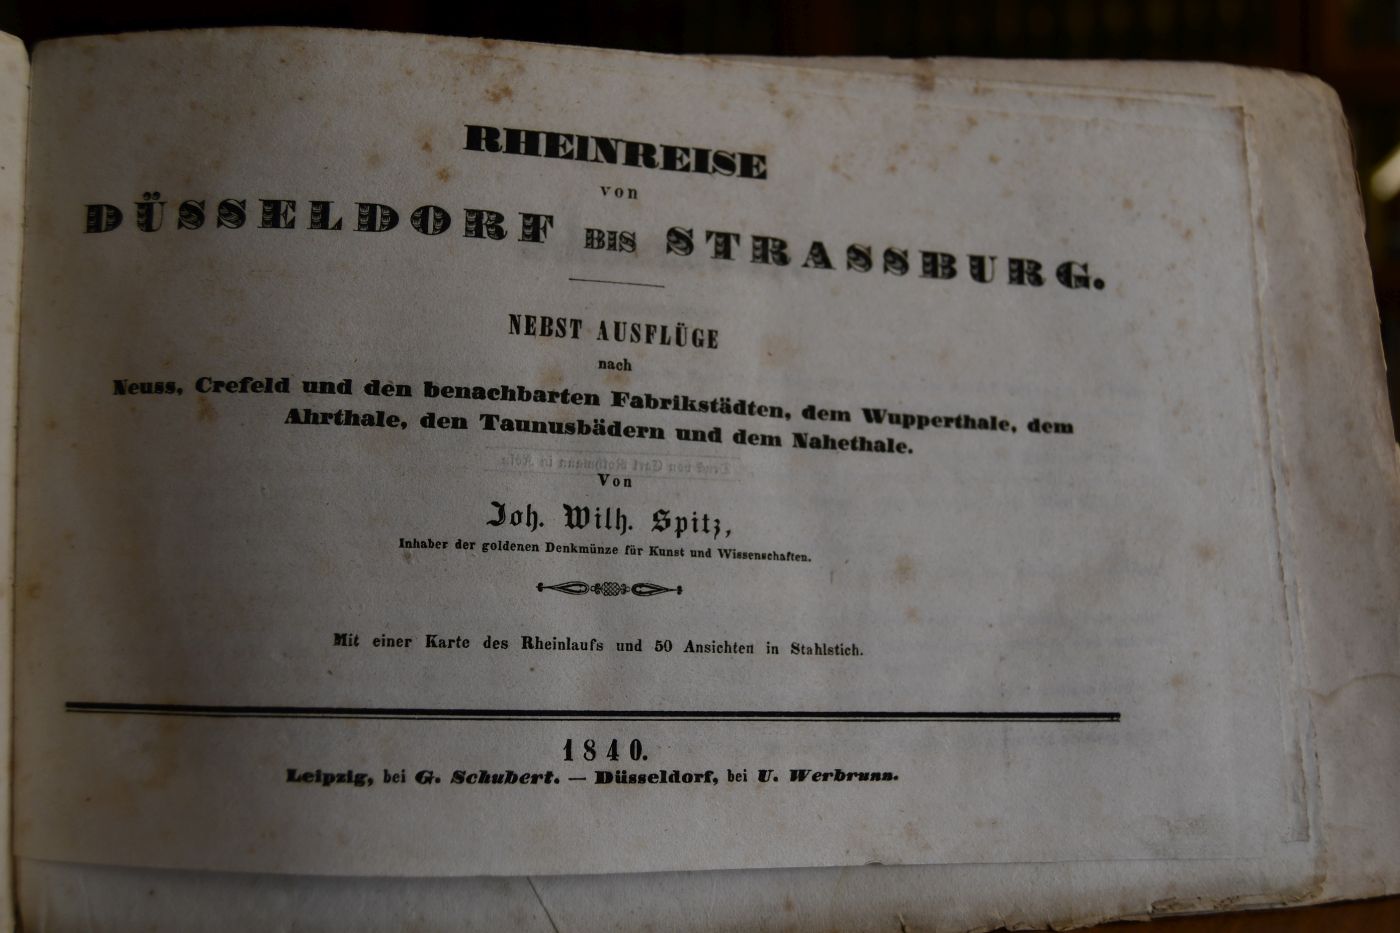 RHEINREISE
von
DÜSSELDORF BIS STRASSBURG.
NEBST AUSFLÜGE
nach
Neuss, Crefeld und den benachbarten Fabrikstädten, dem Wupperthale, dem
Ahrthale, den Taunusbädern und dem Nahethale.
Von
Joh. Wilh. Spitz,
Inhaber der goldenen Denkmünze für Kunst und Wissenschaften.
Mit einer Karte des Rheinlaufs und 50 Ansichten in Stahlstich.
1840.
Leipzig, bei G. Schubert. — Düsseldorf, bei U. Werbrunn.